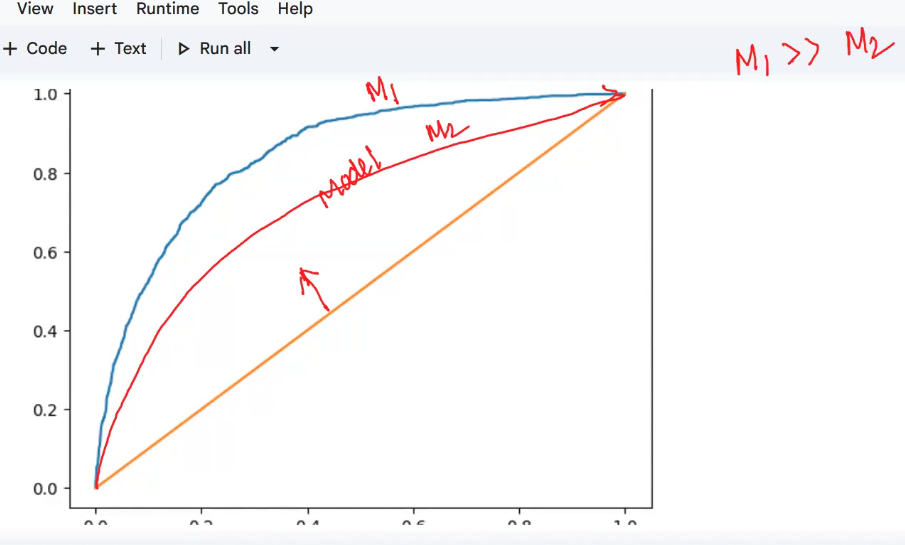 View Insert Runtime Tools Help
+ Code + Text Run all
M1 >> M2
1.0
M1
M2
0.8
Model
0.6
0.4
0.2
0.0
0.0 0.2 0.4 0.6 0.8 1.0